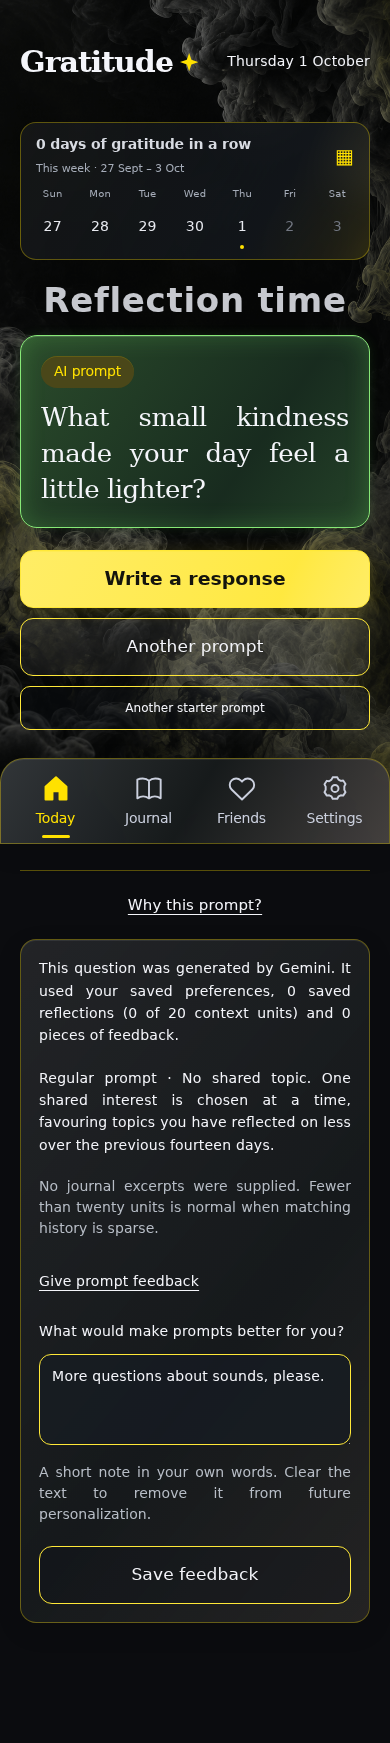 Gratitude
Thursday 1 October
0 days of gratitude in a row
This week · 27 Sept – 3 Oct
Sun Mon Tue Wed Thu Fri Sat
27 28 29 30 1 2 3
Reflection time
AI prompt
What small kindness
made your day feel a
little lighter?
Write a response
Another prompt
Another starter prompt
Today Journal Friends Settings
Why this prompt?
This question was generated by Gemini. It
used your saved preferences, 0 saved
reflections (0 of 20 context units) and 0
pieces of feedback.
Regular prompt · No shared topic. One
shared interest is chosen at a time,
favouring topics you have reflected on less
over the previous fourteen days.
No journal excerpts were supplied. Fewer
than twenty units is normal when matching
history is sparse.
Give prompt feedback
What would make prompts better for you?
More questions about sounds, please.
A short note in your own words. Clear the
text to remove it from future
personalization.
Save feedback